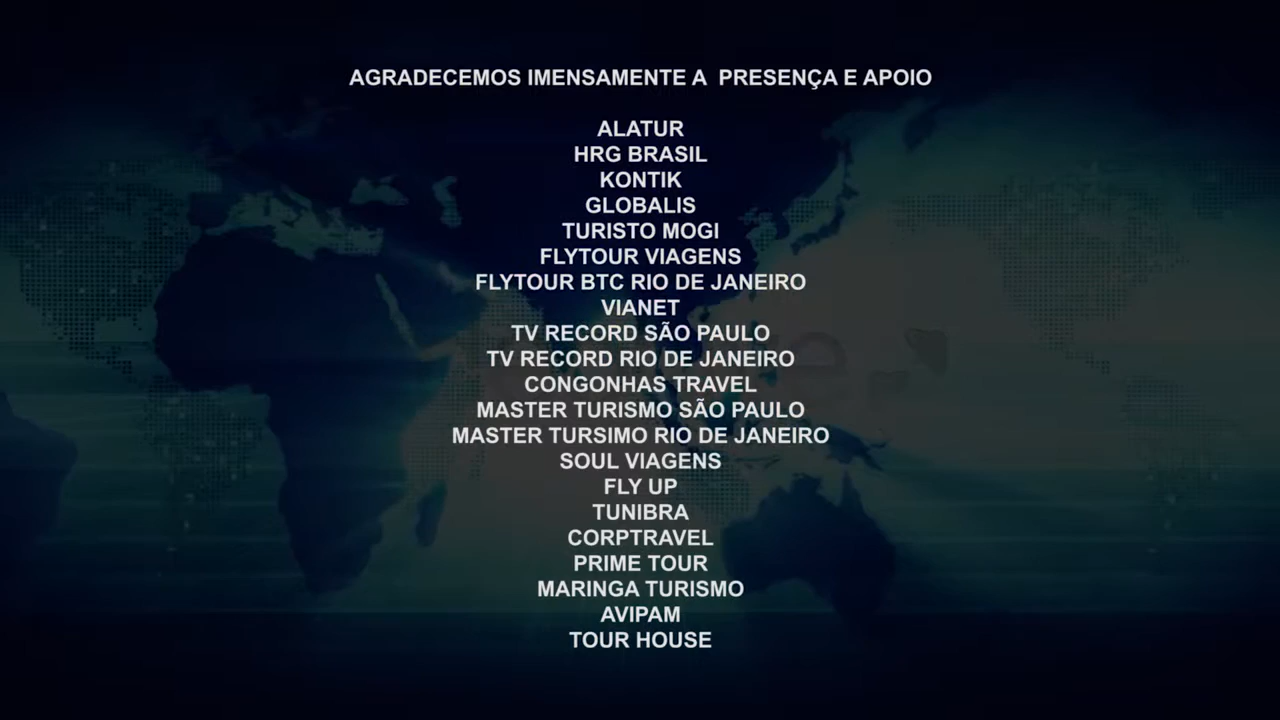 AGRADECEMOS IMENSAMENTE A PRESENÇA E APOIO
ALATUR
HRG BRASIL
KONTIK
GLOBALIS
TURISTO MOGI
FLYTOUR VIAGENS
FLYTOUR BTC RIO DE JANEIRO
VIANET
TV RECORD SÃO PAULO
TV RECORD RIO DE JANEIRO
CONGONHAS TRAVEL
MASTER TURISMO SÃO PAULO
MASTER TURSIMO RIO DE JANEIRO
SOUL VIAGENS
FLY UP
TUNIBRA
CORPTRAVEL
PRIME TOUR
MARINGA TURISMO
AVIPAM
TOUR HOUSE